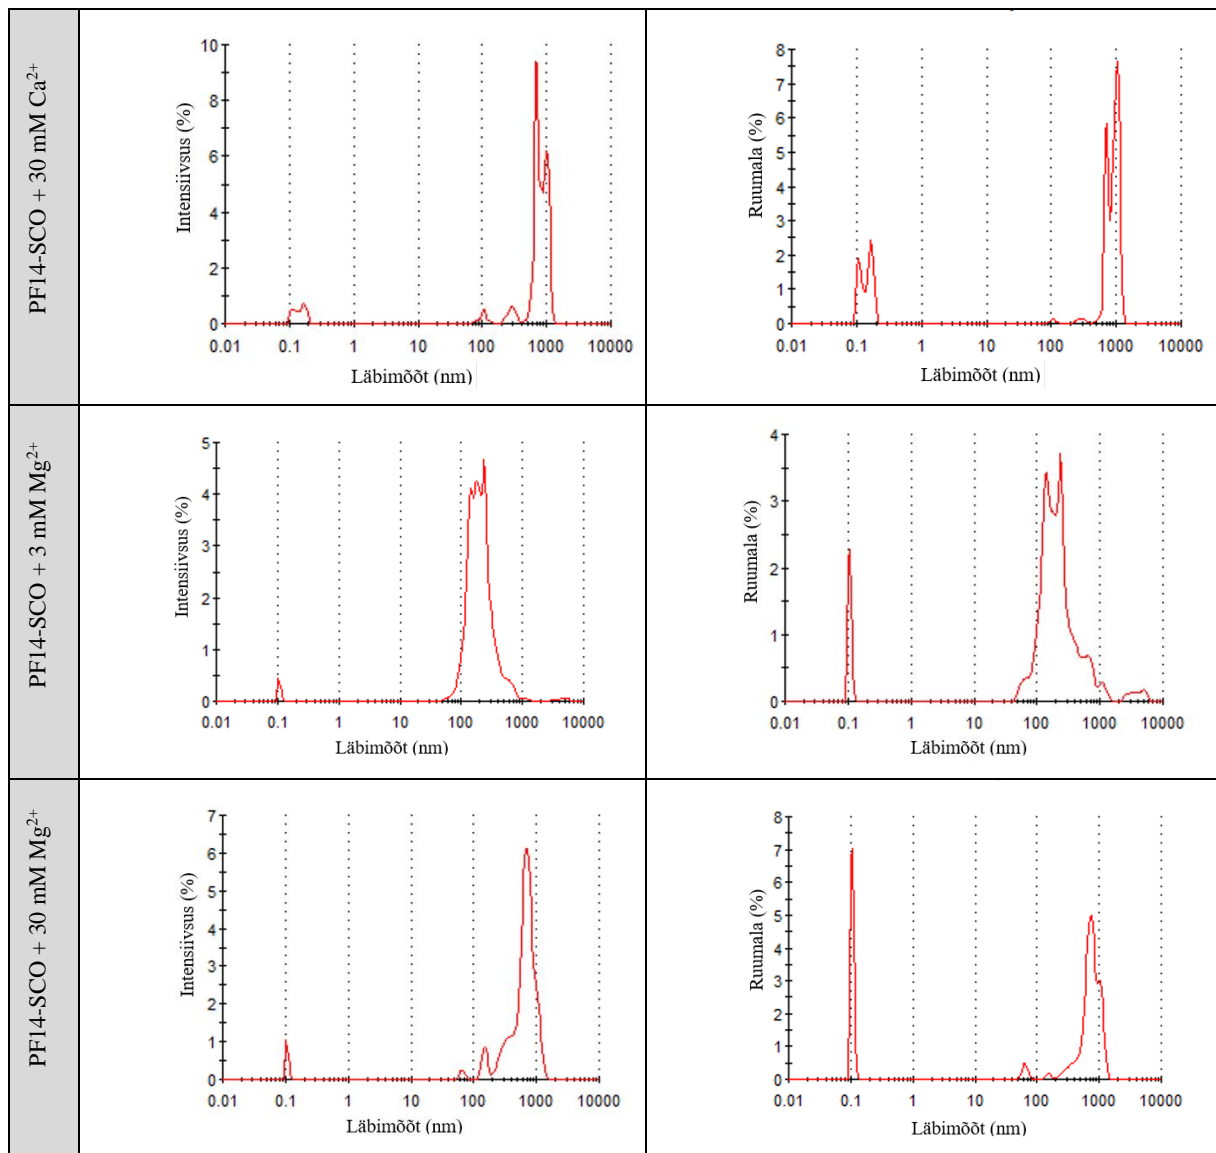 PF14-SCO + 30 mM Ca²⁺
Intensiivsus (%)
10
8
6
4
2
0
0.01 0.1 1 10 100 1000 10000
Läbimõõt (nm)
Ruumala (%)
8
7
6
5
4
3
2
1
0
0.01 0.1 1 10 100 1000 10000
Läbimõõt (nm)
PF14-SCO + 3 mM Mg²⁺
Intensiivsus (%)
5
4
3
2
1
0
0.01 0.1 1 10 100 1000 10000
Läbimõõt (nm)
Ruumala (%)
4
3
2
1
0
0.01 0.1 1 10 100 1000 10000
Läbimõõt (nm)
PF14-SCO + 30 mM Mg²⁺
Intensiivsus (%)
7
6
5
4
3
2
1
0
0.01 0.1 1 10 100 1000 10000
Läbimõõt (nm)
Ruumala (%)
8
7
6
5
4
3
2
1
0
0.01 0.1 1 10 100 1000 10000
Läbimõõt (nm)